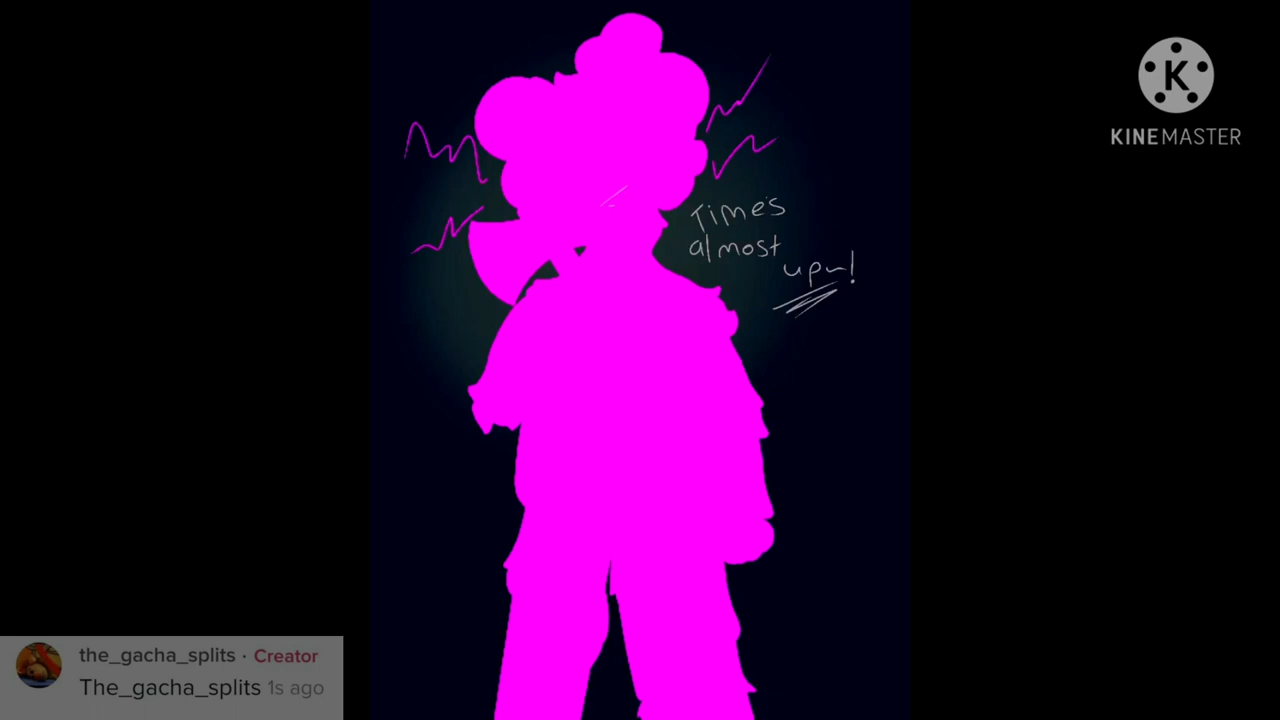 K
KINEMASTER
Time's
almost
up~!
the_gacha_splits · Creator
The_gacha_splits 1s ago